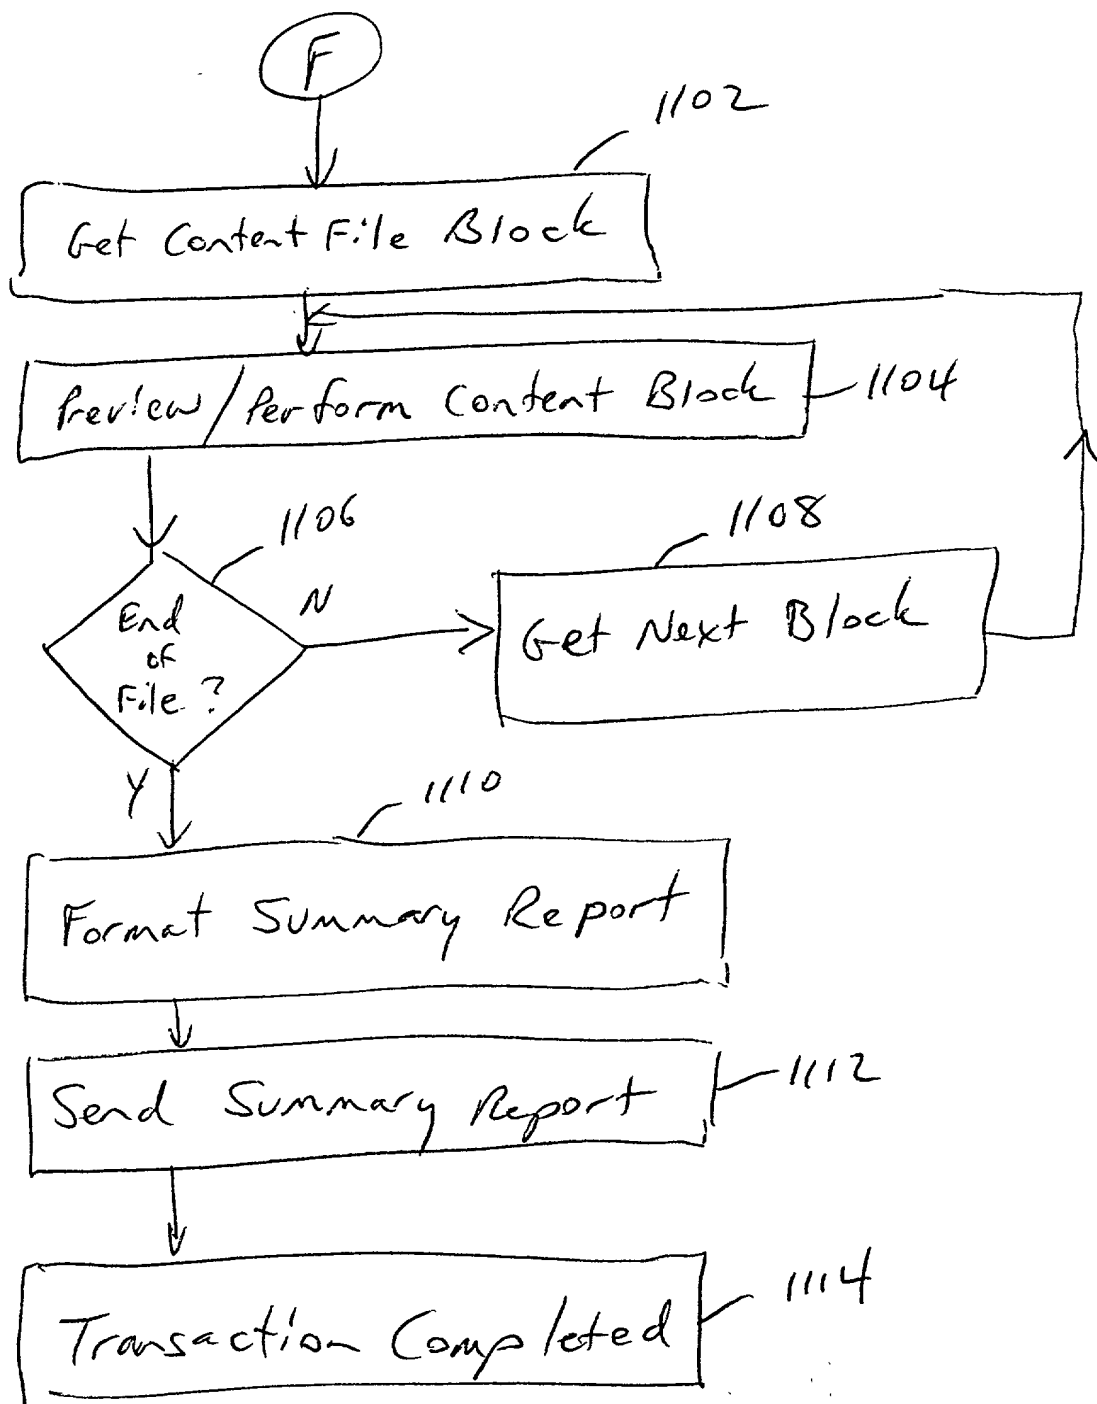 F
1102
Get Content File Block
Preview/Perform Content Block
1104
1106
1108
End
of
File?
N
Get Next Block
Y
1110
Format Summary Report
Send Summary Report
1112
Transaction Completed
1114